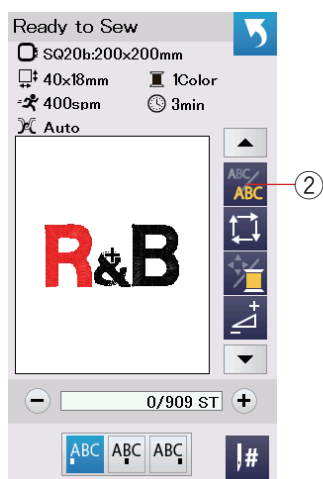 Ready to Sew
SQ20b:200x200mm
40x18mm 1Color
400spm 3min
Auto
ABC
ABC
2
R&B
+
- 0/909 ST +
ABC ABC ABC #